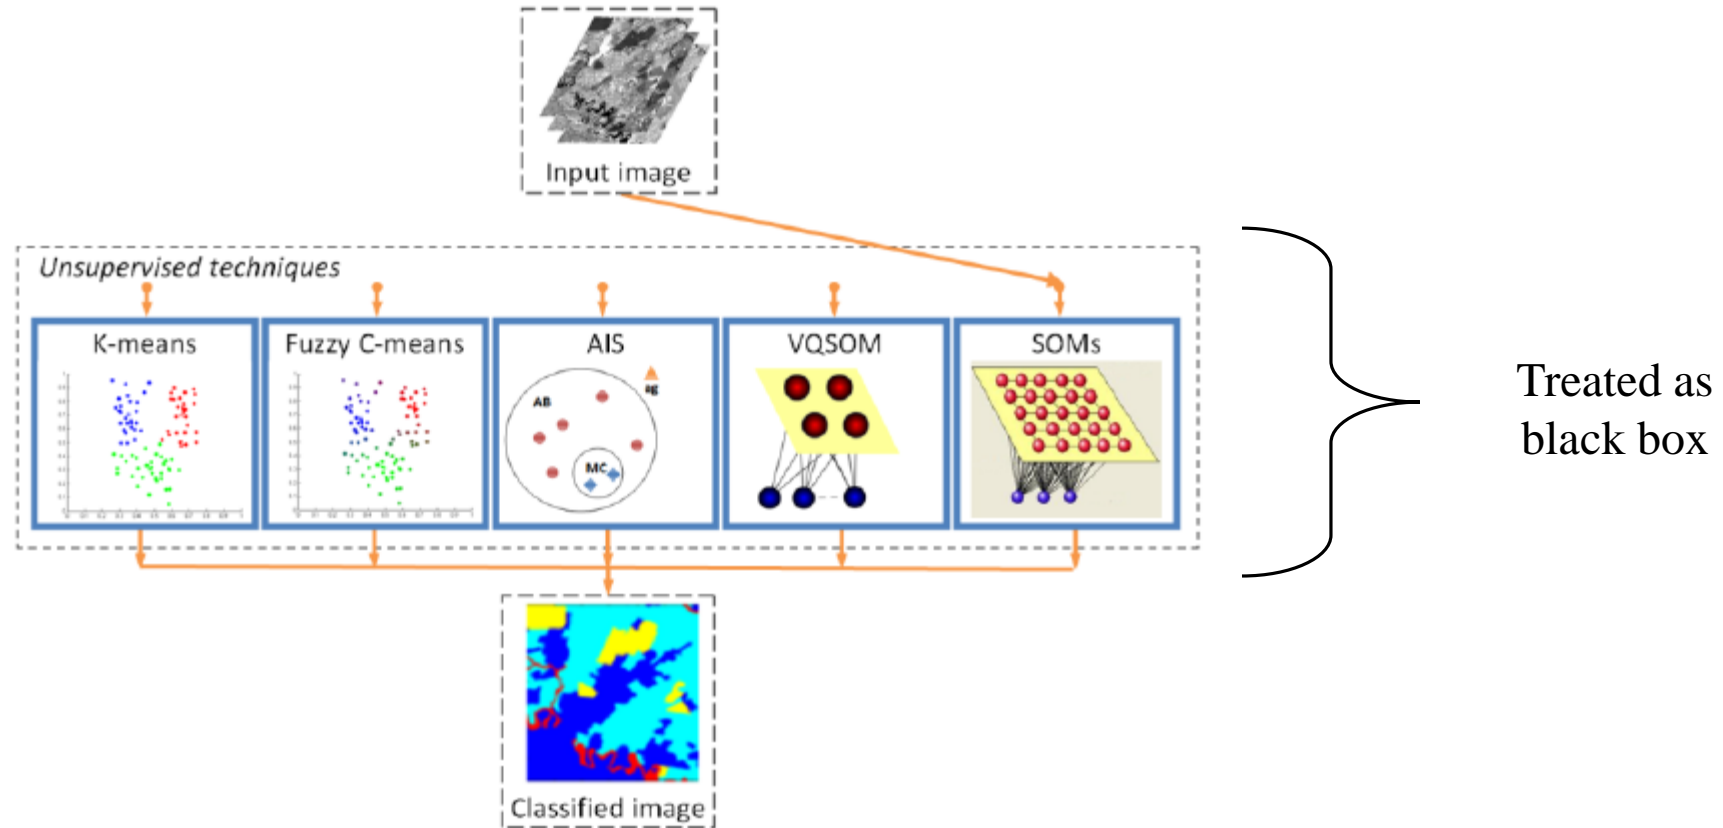 Input image
Unsupervised techniques
K-means
Fuzzy C-means
AIS
VQSOM
SOMs
AB
MC
Treated as
black box
Classified image